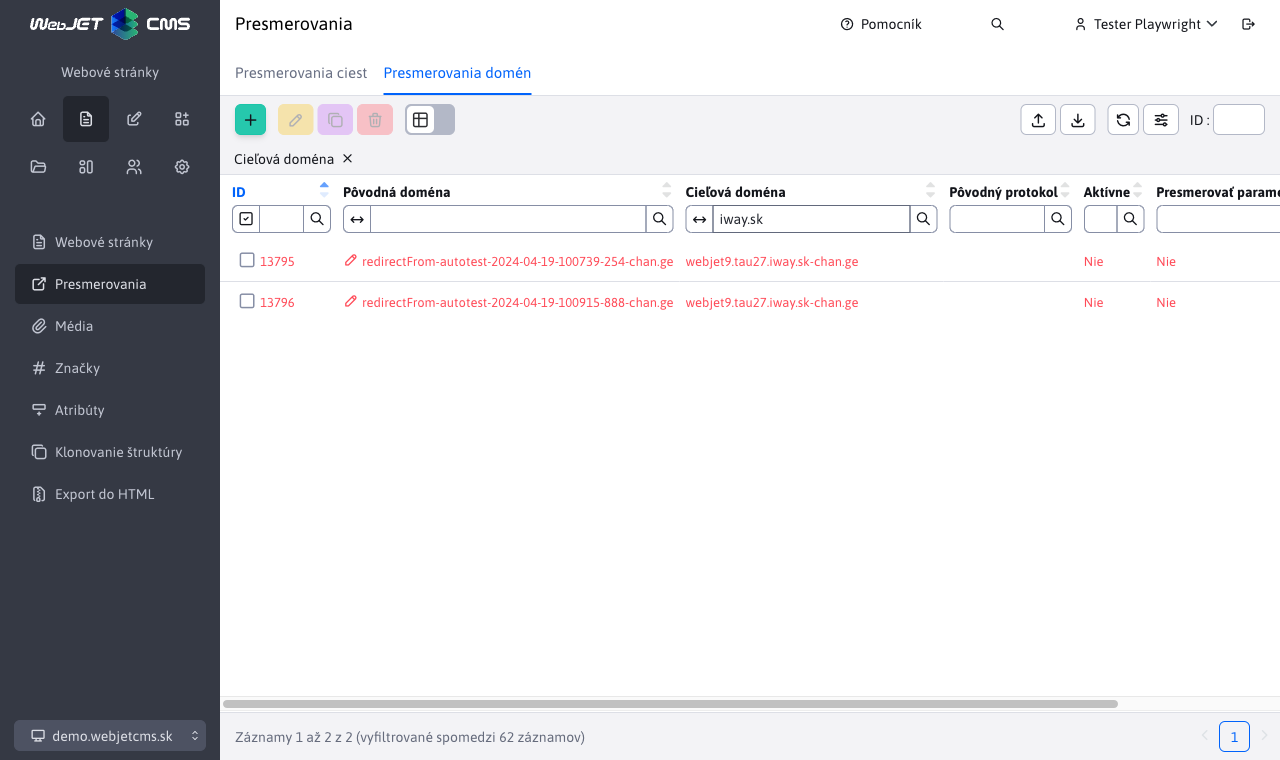 WebJET CMS
Presmerovania
Pomocník
Tester Playwright
Webové stránky
Presmerovania ciest
Presmerovania domén
ID :
Cieľová doména ×
ID
Pôvodná doména
Cieľová doména
Pôvodný protokol
Aktívne
Presmerovať param
iway.sk
13795 redirectFrom-autotest-2024-04-19-100739-254-chan.ge webjet9.tau27.iway.sk-chan.ge Nie Nie
13796 redirectFrom-autotest-2024-04-19-100915-888-chan.ge webjet9.tau27.iway.sk-chan.ge Nie Nie
Webové stránky
Presmerovania
Média
Značky
Atribúty
Klonovanie štruktúry
Export do HTML
demo.webjetcms.sk
Záznamy 1 až 2 z 2 (vyfiltrované spomedzi 62 záznamov)
1